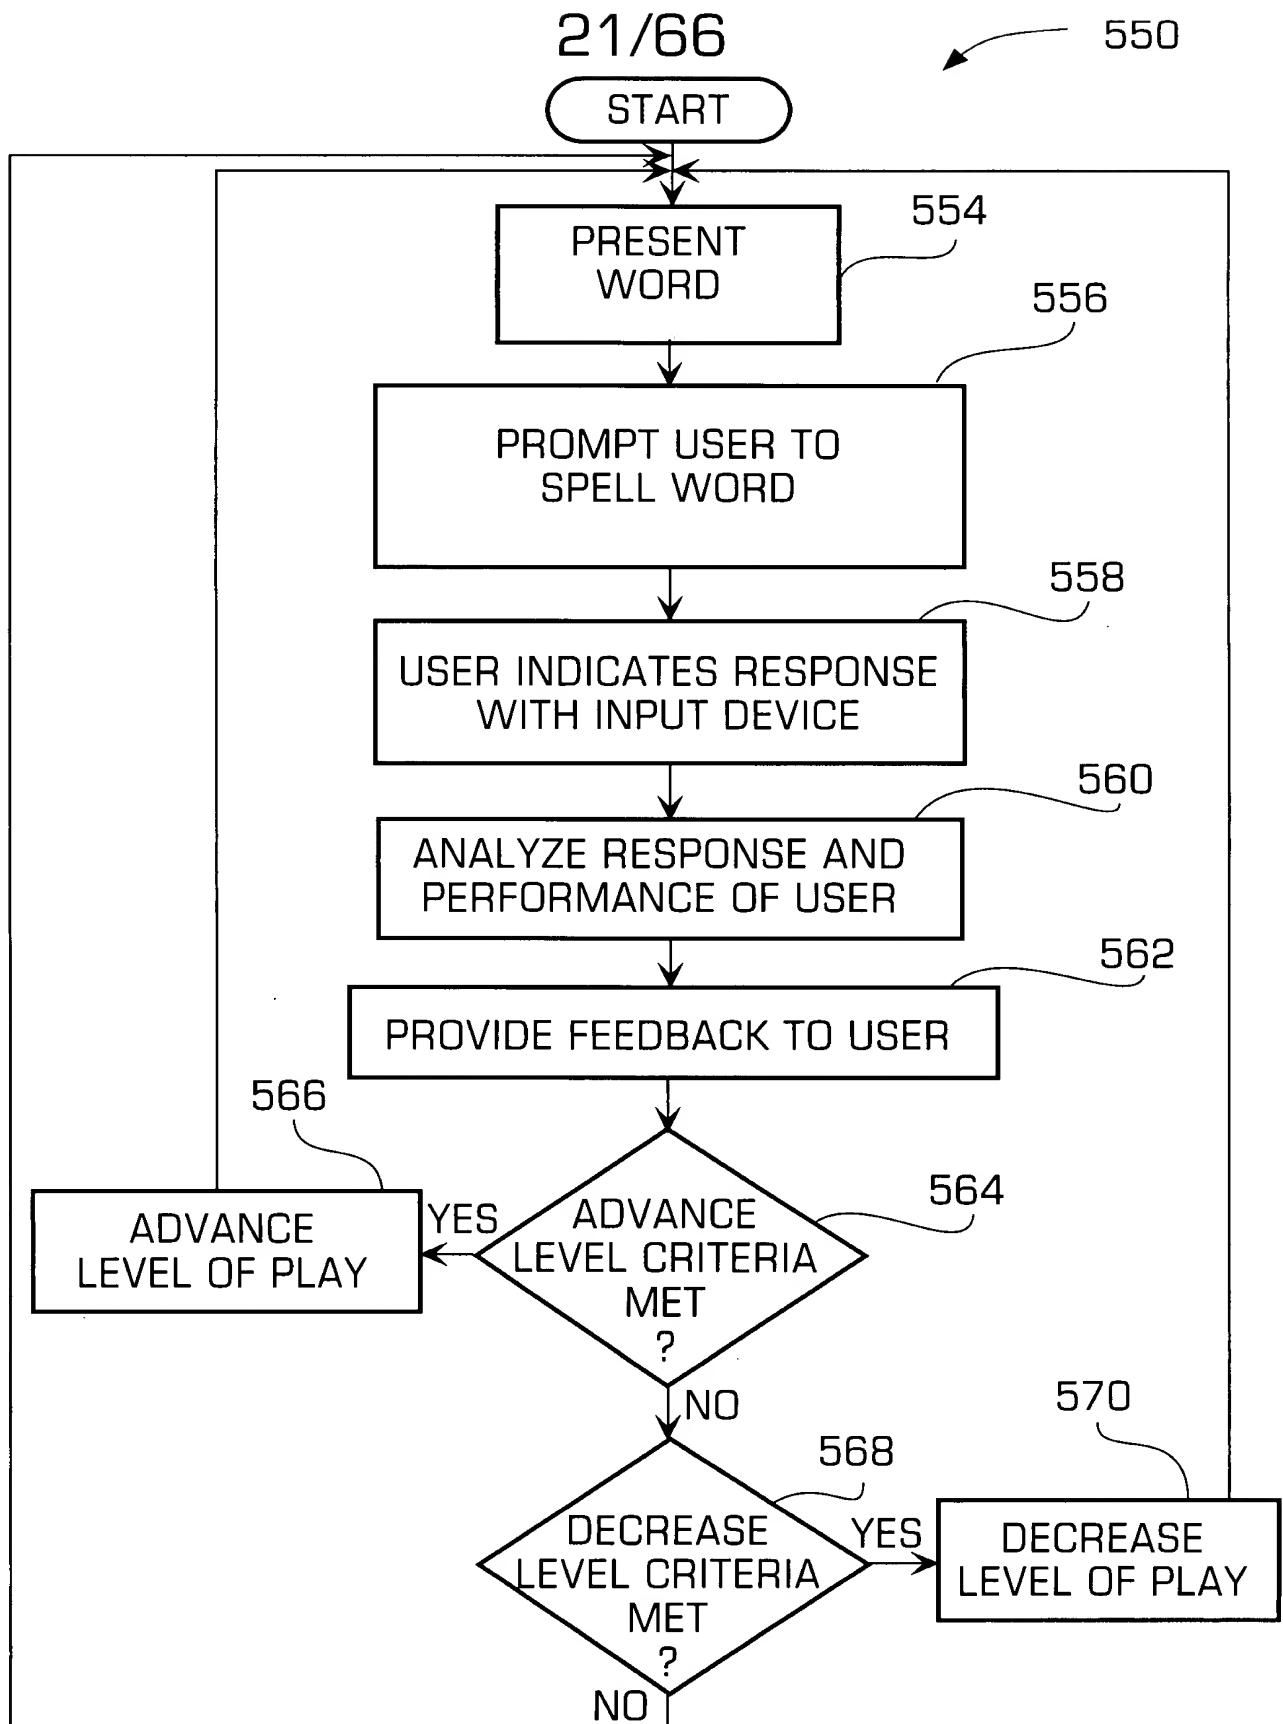 21/66
550
START
554
PRESENT
WORD
556
PROMPT USER TO
SPELL WORD
558
USER INDICATES RESPONSE
WITH INPUT DEVICE
560
ANALYZE RESPONSE AND
PERFORMANCE OF USER
562
PROVIDE FEEDBACK TO USER
566
564
ADVANCE
LEVEL OF PLAY
YES
ADVANCE
LEVEL CRITERIA
MET
?
NO
570
568
DECREASE
LEVEL CRITERIA
MET
?
YES
DECREASE
LEVEL OF PLAY
NO